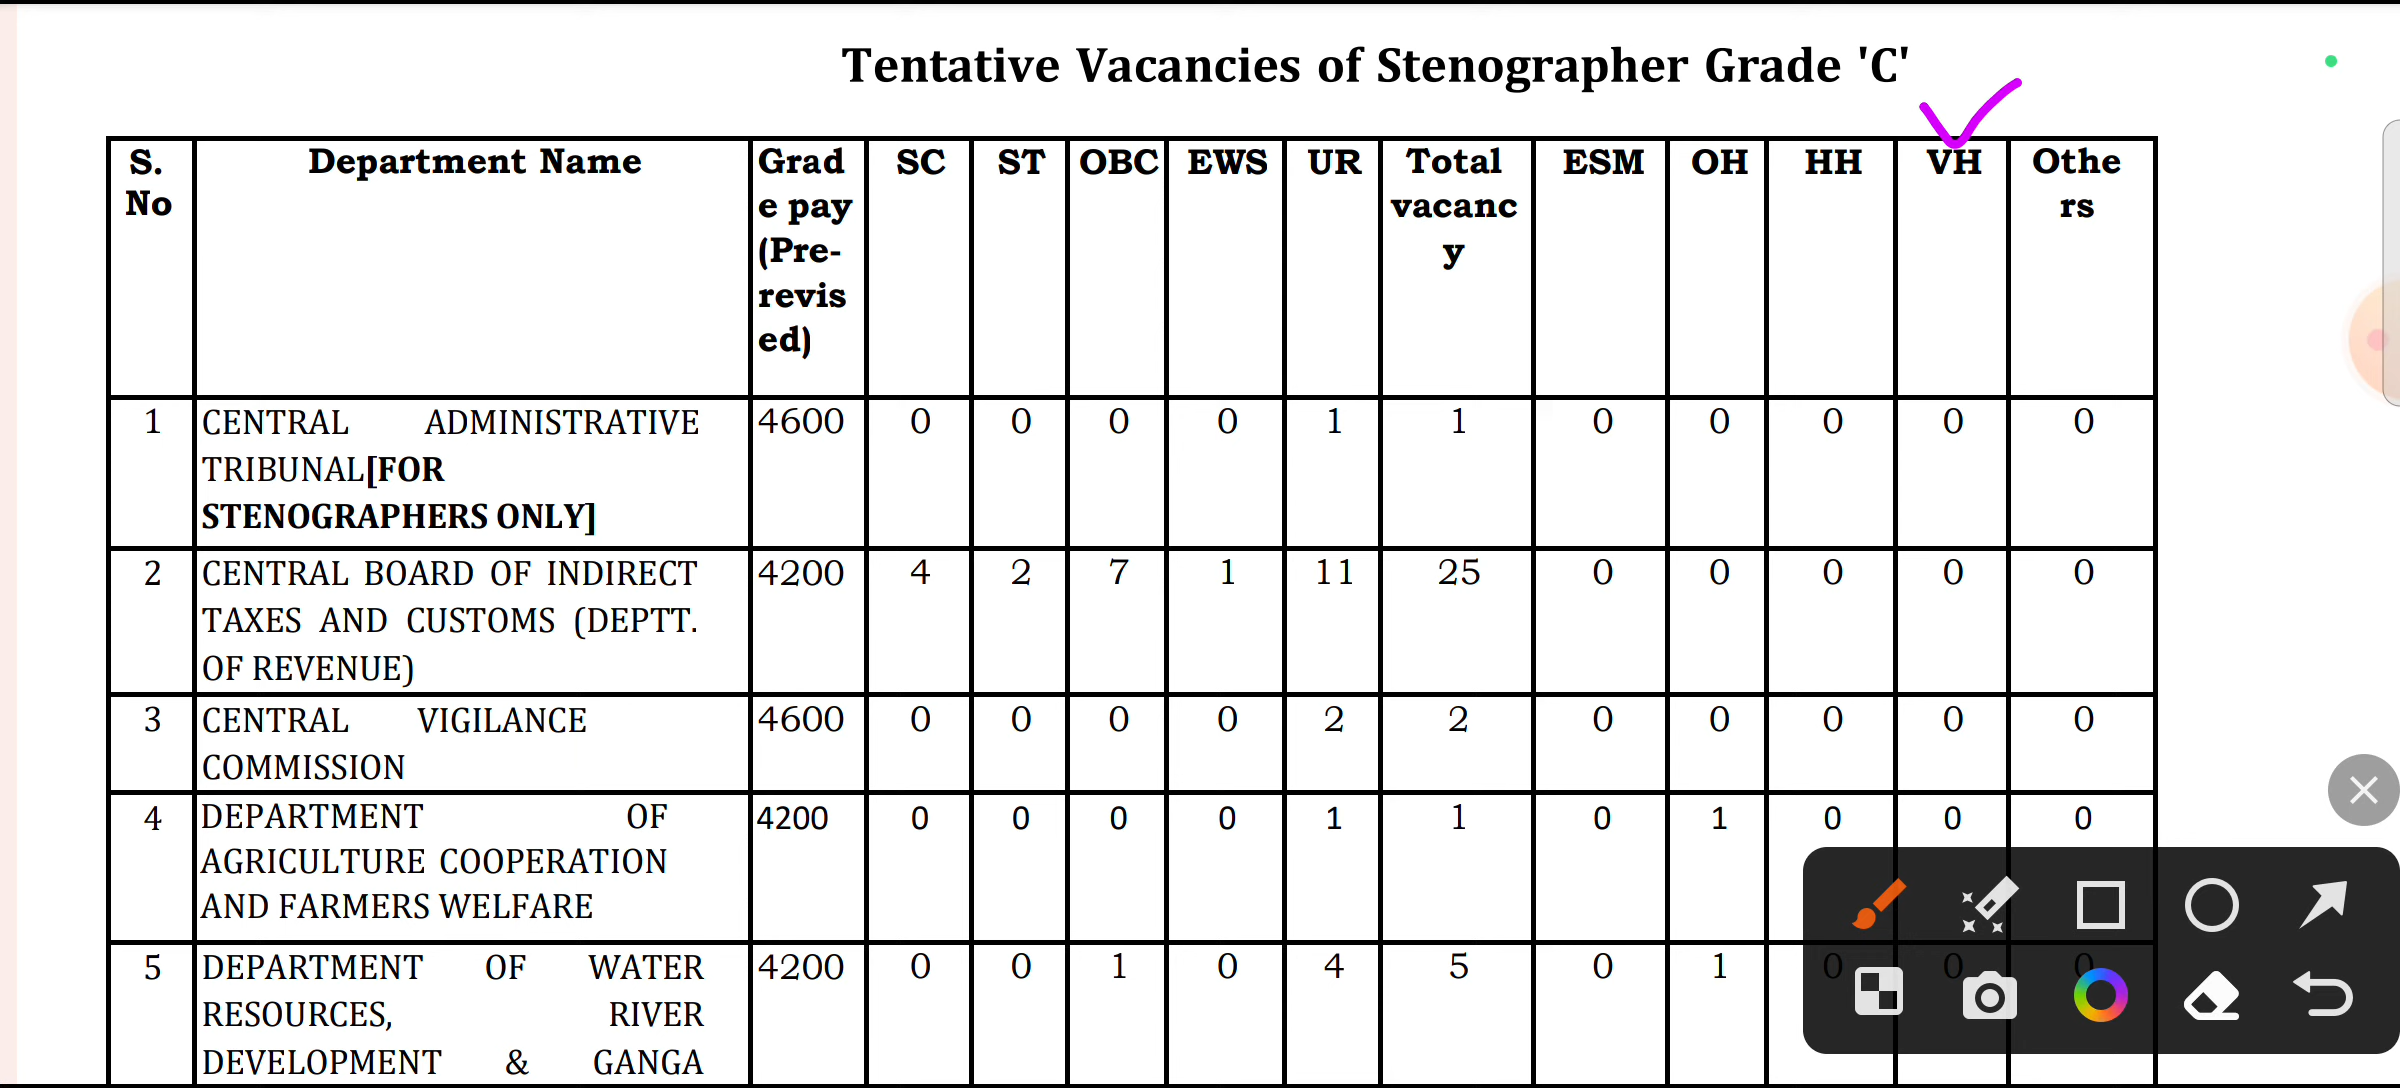 Tentative Vacancies of Stenographer Grade 'C'
S. No Department Name Grade pay (Pre-revised) SC ST OBC EWS UR Total vacancy ESM OH HH VH Others
1 CENTRAL ADMINISTRATIVE 4600 0 0 0 0 1 1 0 0 0 0 0
TRIBUNAL[FOR
STENOGRAPHERS ONLY]
2 CENTRAL BOARD OF INDIRECT 4200 4 2 7 1 11 25 0 0 0 0 0
TAXES AND CUSTOMS (DEPTT.
OF REVENUE)
3 CENTRAL VIGILANCE 4600 0 0 0 0 2 2 0 0 0 0 0
COMMISSION
4 DEPARTMENT OF 4200 0 0 0 0 1 1 0 1 0 0 0
AGRICULTURE COOPERATION
AND FARMERS WELFARE
5 DEPARTMENT OF WATER 4200 0 0 1 0 4 5 0 1 0 0 0
RESOURCES, RIVER
DEVELOPMENT & GANGA